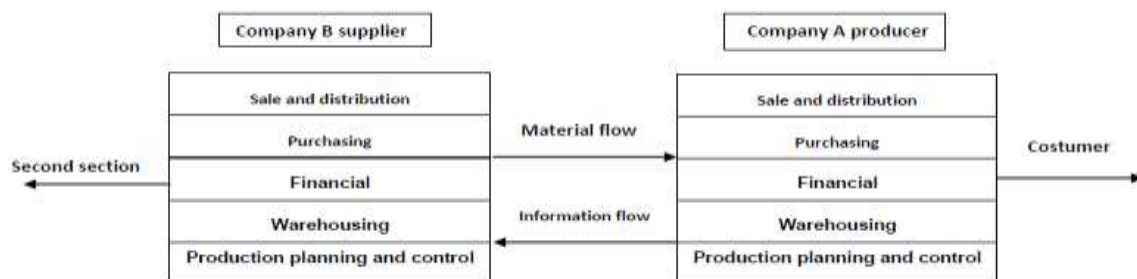 Company B supplier
Company A producer
Sale and distribution
Purchasing
Financial
Warehousing
Production planning and control
Second section
Material flow
Information flow
Sale and distribution
Purchasing
Financial
Warehousing
Production planning and control
Costumer